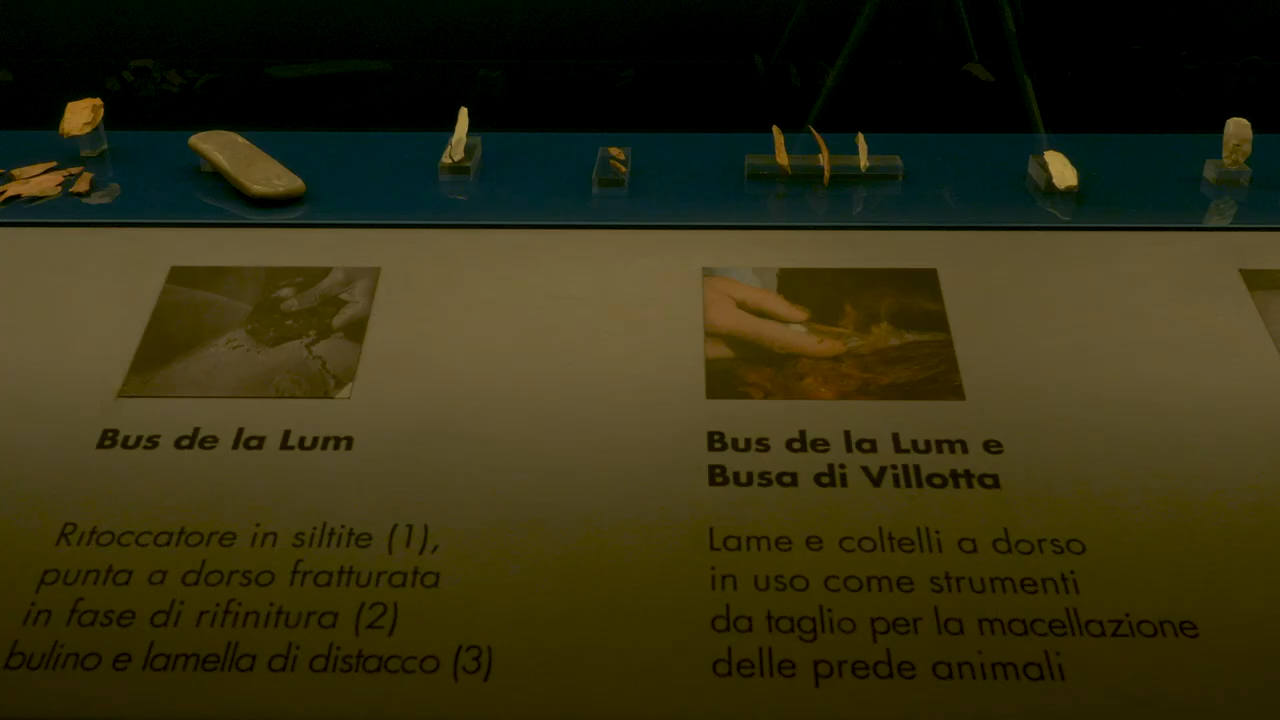 Bus de la Lum
Ritoccatore in siltite (1),
punta a dorso fratturata
in fase di rifinitura (2)
bulino e lamella di distacco (3)
Bus de la Lum e
Busa di Villotta
Lame e coltelli a dorso
in uso come strumenti
da taglio per la macellazione
delle prede animali